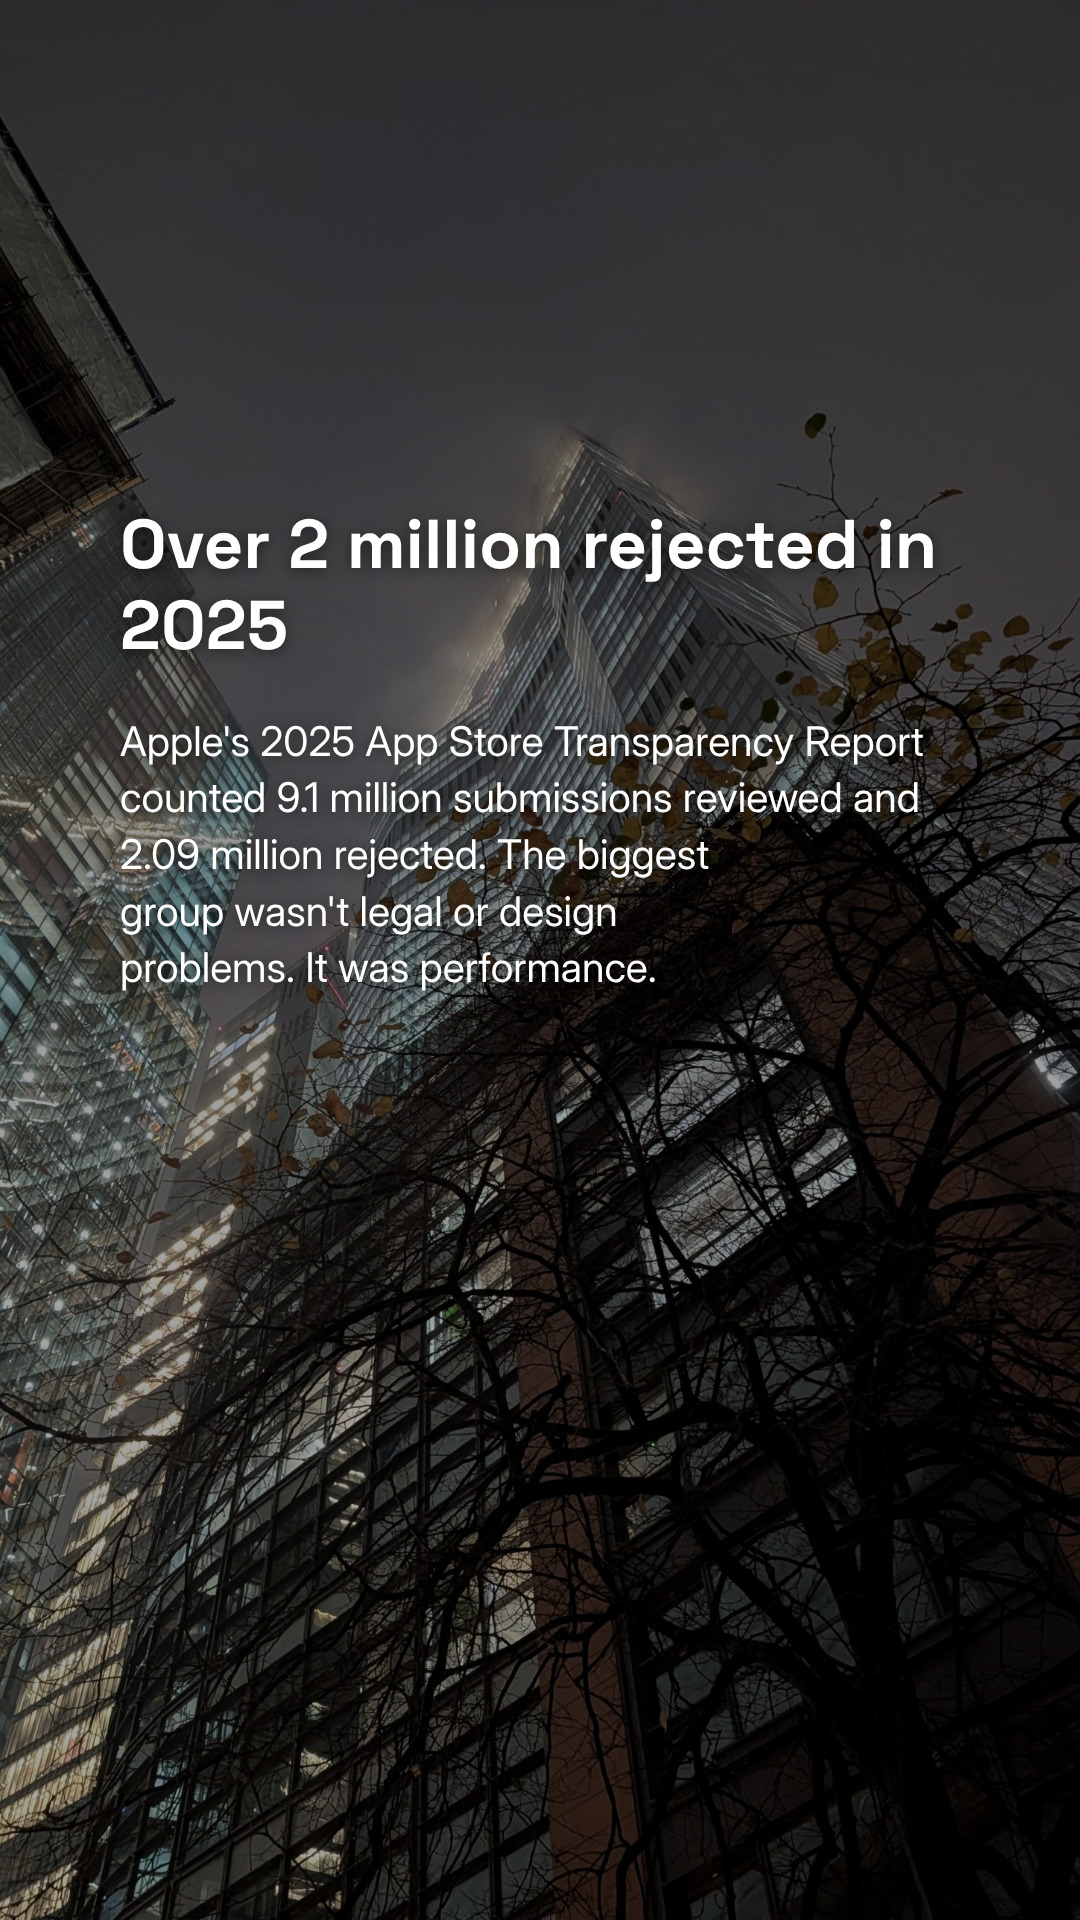 Over 2 million rejected in
2025
Apple's 2025 App Store Transparency Report
counted 9.1 million submissions reviewed and
2.09 million rejected. The biggest
group wasn't legal or design
problems. It was performance.